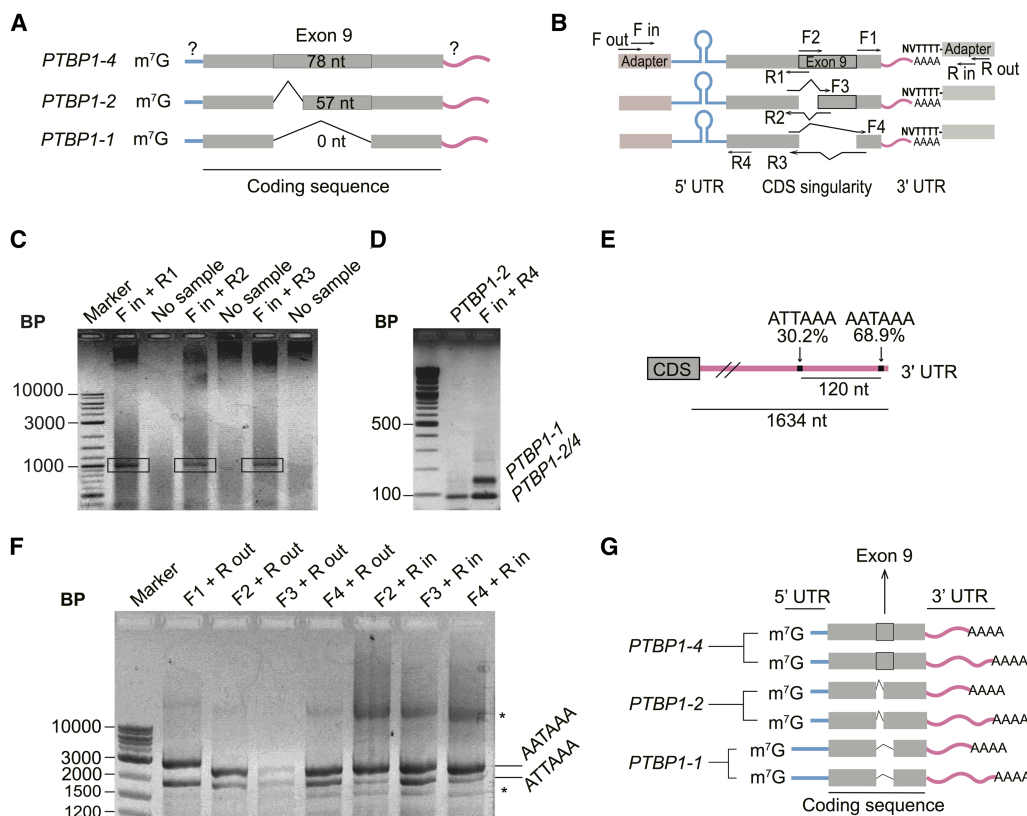 A
Exon 9
? ?
PTBP1-4 m⁷G 78 nt
PTBP1-2 m⁷G 57 nt
PTBP1-1 m⁷G 0 nt
Coding sequence
B
F in
F out
Adapter
F2 F1
Exon 9
R1
NVTTTT- Adapter
AAAA
R in R out
F3
R2
NVTTTT-
AAAA
F4
R4 R3
NVTTTT-
AAAA
5' UTR CDS singularity 3' UTR
C
BP
Marker
F in + R1
No sample
F in + R2
No sample
F in + R3
No sample
10000
3000
1000
D
BP
PTBP1-2
F in + R4
500
100
PTBP1-1
PTBP1-2/4
E
ATTAAA AATAAA
30.2% 68.9%
CDS
3' UTR
120 nt
1634 nt
F
BP
Marker
F1 + R out
F2 + R out
F3 + R out
F4 + R out
F2 + R in
F3 + R in
F4 + R in
10000
3000
2000
1500
1200
*
AATAAA
ATTAAA
*
G
Exon 9
5' UTR 3' UTR
PTBP1-4
m⁷G AAAA
m⁷G AAAA
PTBP1-2
m⁷G AAAA
m⁷G AAAA
PTBP1-1
m⁷G AAAA
m⁷G AAAA
Coding sequence